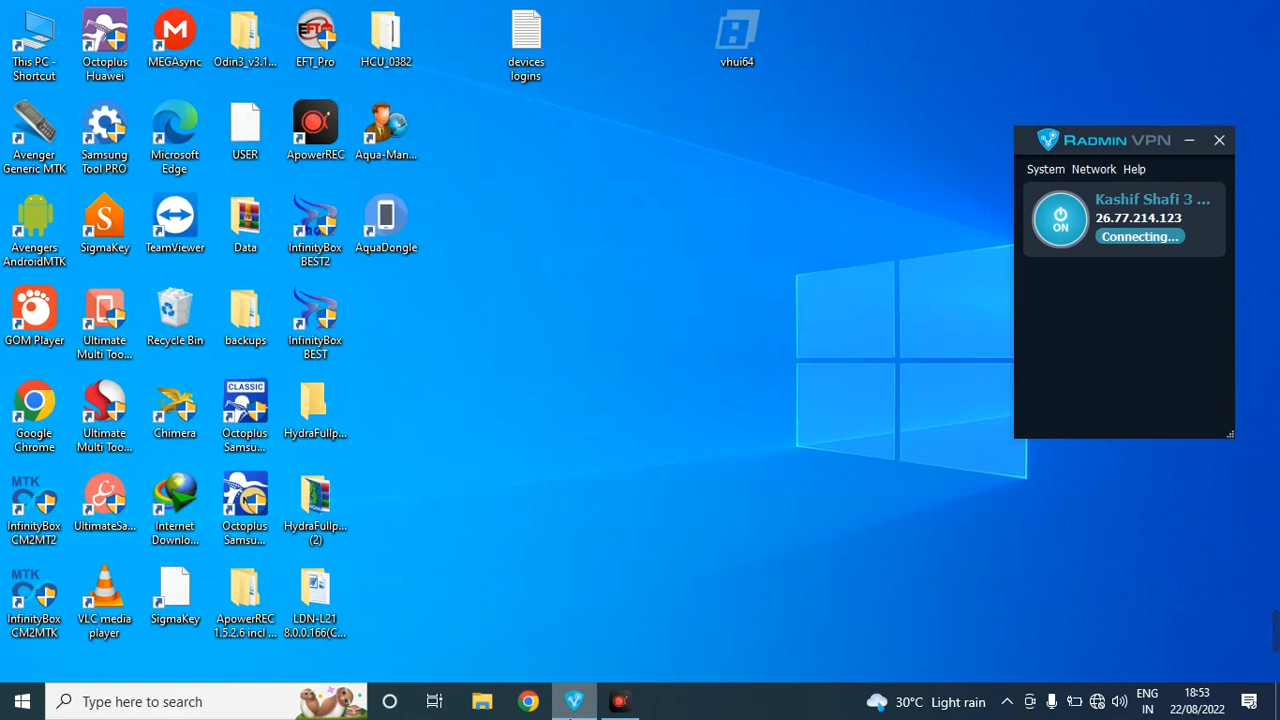 This PC -
Shortcut
Octoplus
Huawei
MEGAsync
Odin3_v3.1...
EFT
EFT_Pro
HCU_0382
devices
logins
vhui64
Avenger
Generic MTK
Samsung
Tool PRO
Microsoft
Edge
USER
ApowerREC
Aqua-Man...
Avengers
AndroidMTK
S
SigmaKey
TeamViewer
Data
InfinityBox
BEST2
AquaDongle
GOM Player
Ultimate
Multi Too...
Recycle Bin
backups
InfinityBox
BEST
Google
Chrome
Ultimate
Multi Too...
Chimera
CLASSIC
Octoplus
Samsu...
HydraFullp...
MTK
InfinityBox
CM2MT2
UltimateSa...
Internet
Downlo...
Octoplus
Samsu...
HydraFullp...
(2)
MTK
InfinityBox
CM2MTK
VLC media
player
SigmaKey
ApowerREC
1.5.2.6 incl ...
LDN-L21
8.0.0.166(C...
RADMIN VPN
System Network Help
ON
Kashif Shafi 3 ...
26.77.214.123
Connecting...
Type here to search
30°C Light rain
ENG
IN
18:53
22/08/2022